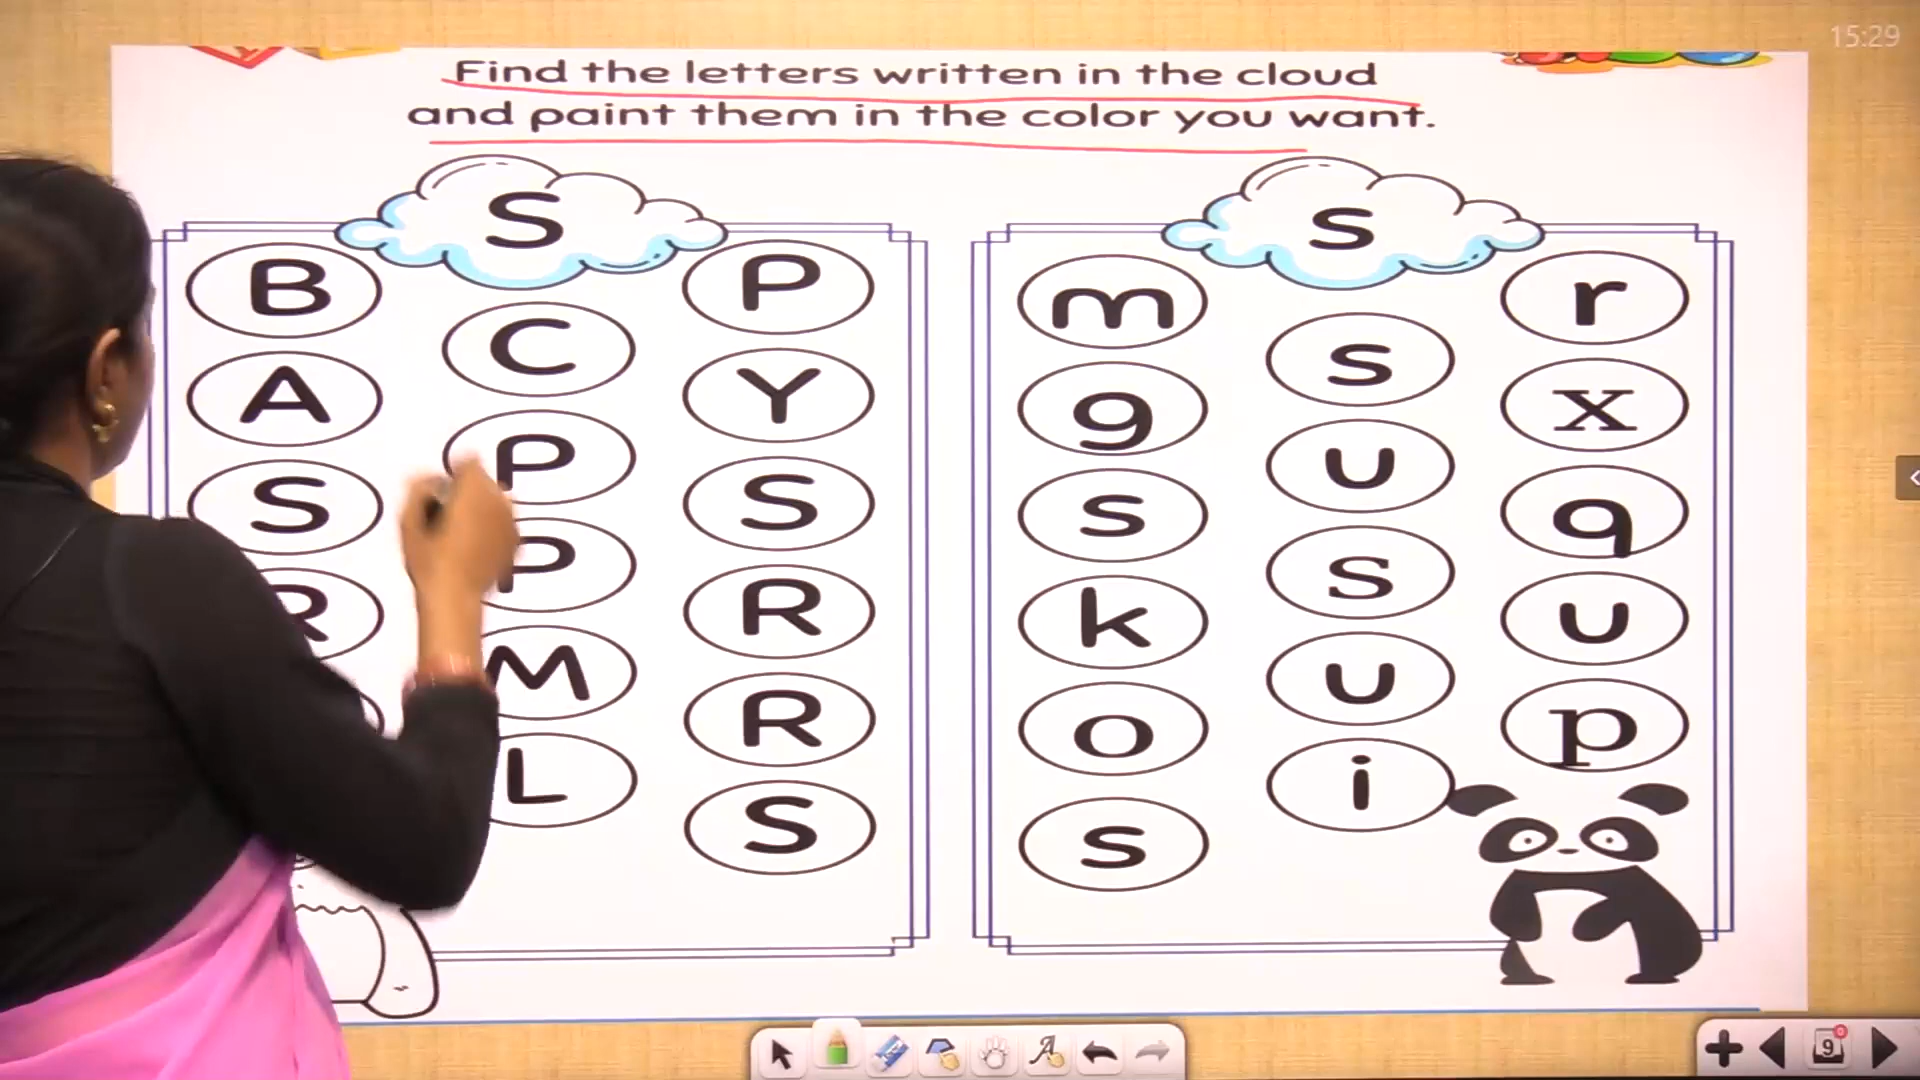 15:29
Find the letters written in the cloud
and paint them in the color you want.
S
B
A
S
R
C
P
P
M
L
P
Y
S
R
R
S
s
m
g
s
k
o
s
s
u
s
u
i
r
x
q
u
p
9